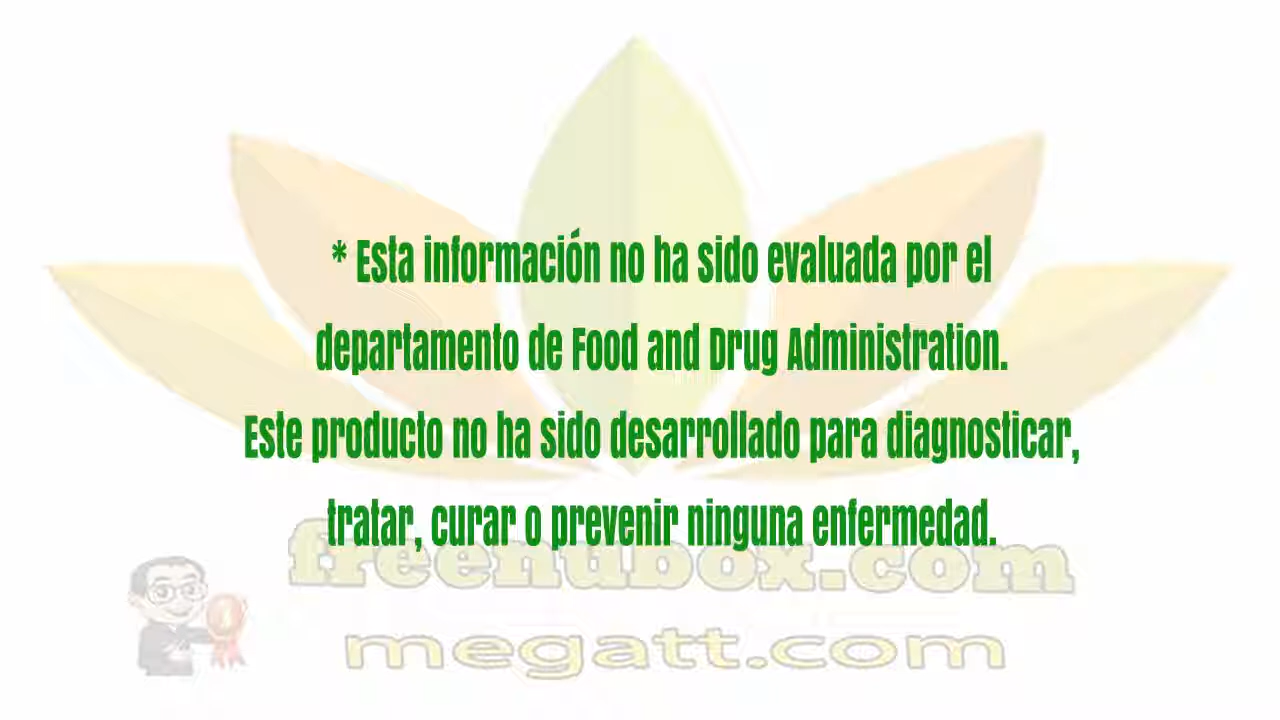 * Esta información no ha sido evaluada por el
departamento de Food and Drug Administration.
Este producto no ha sido desarrollado para diagnosticar,
tratar, curar o prevenir ninguna enfermedad.
freenubox.com
megatt.com